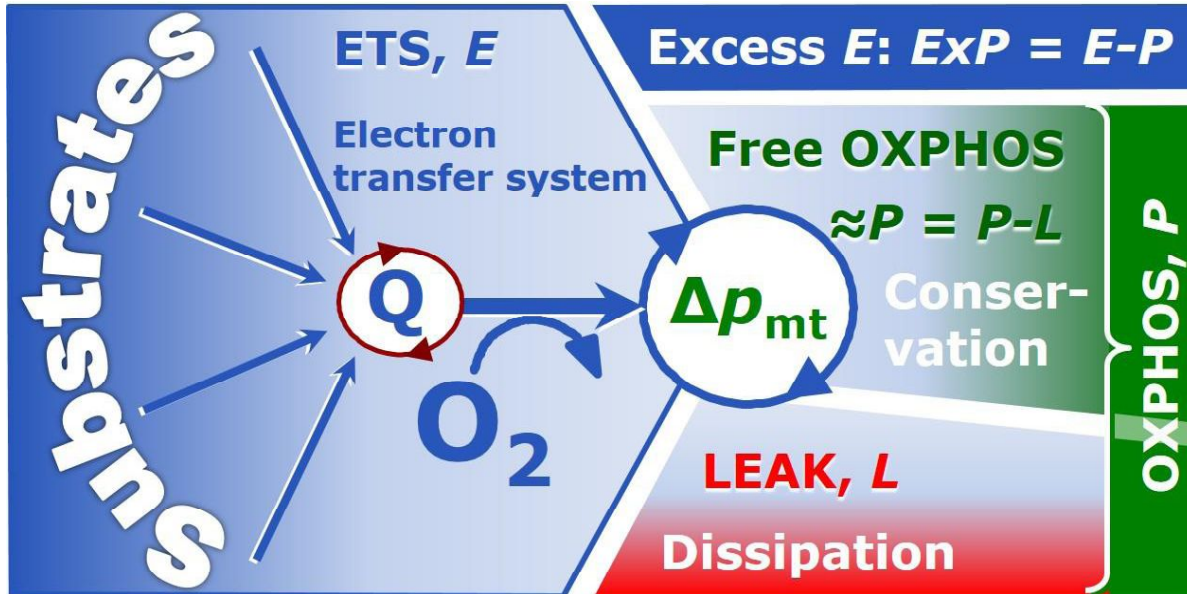 Substrates
ETS, E
Electron
transfer system
Q
O₂
Δpmt
Excess E: ExP = E-P
Free OXPHOS
≈P = P-L
Conser-
vation
LEAK, L
Dissipation
OXPHOS, P